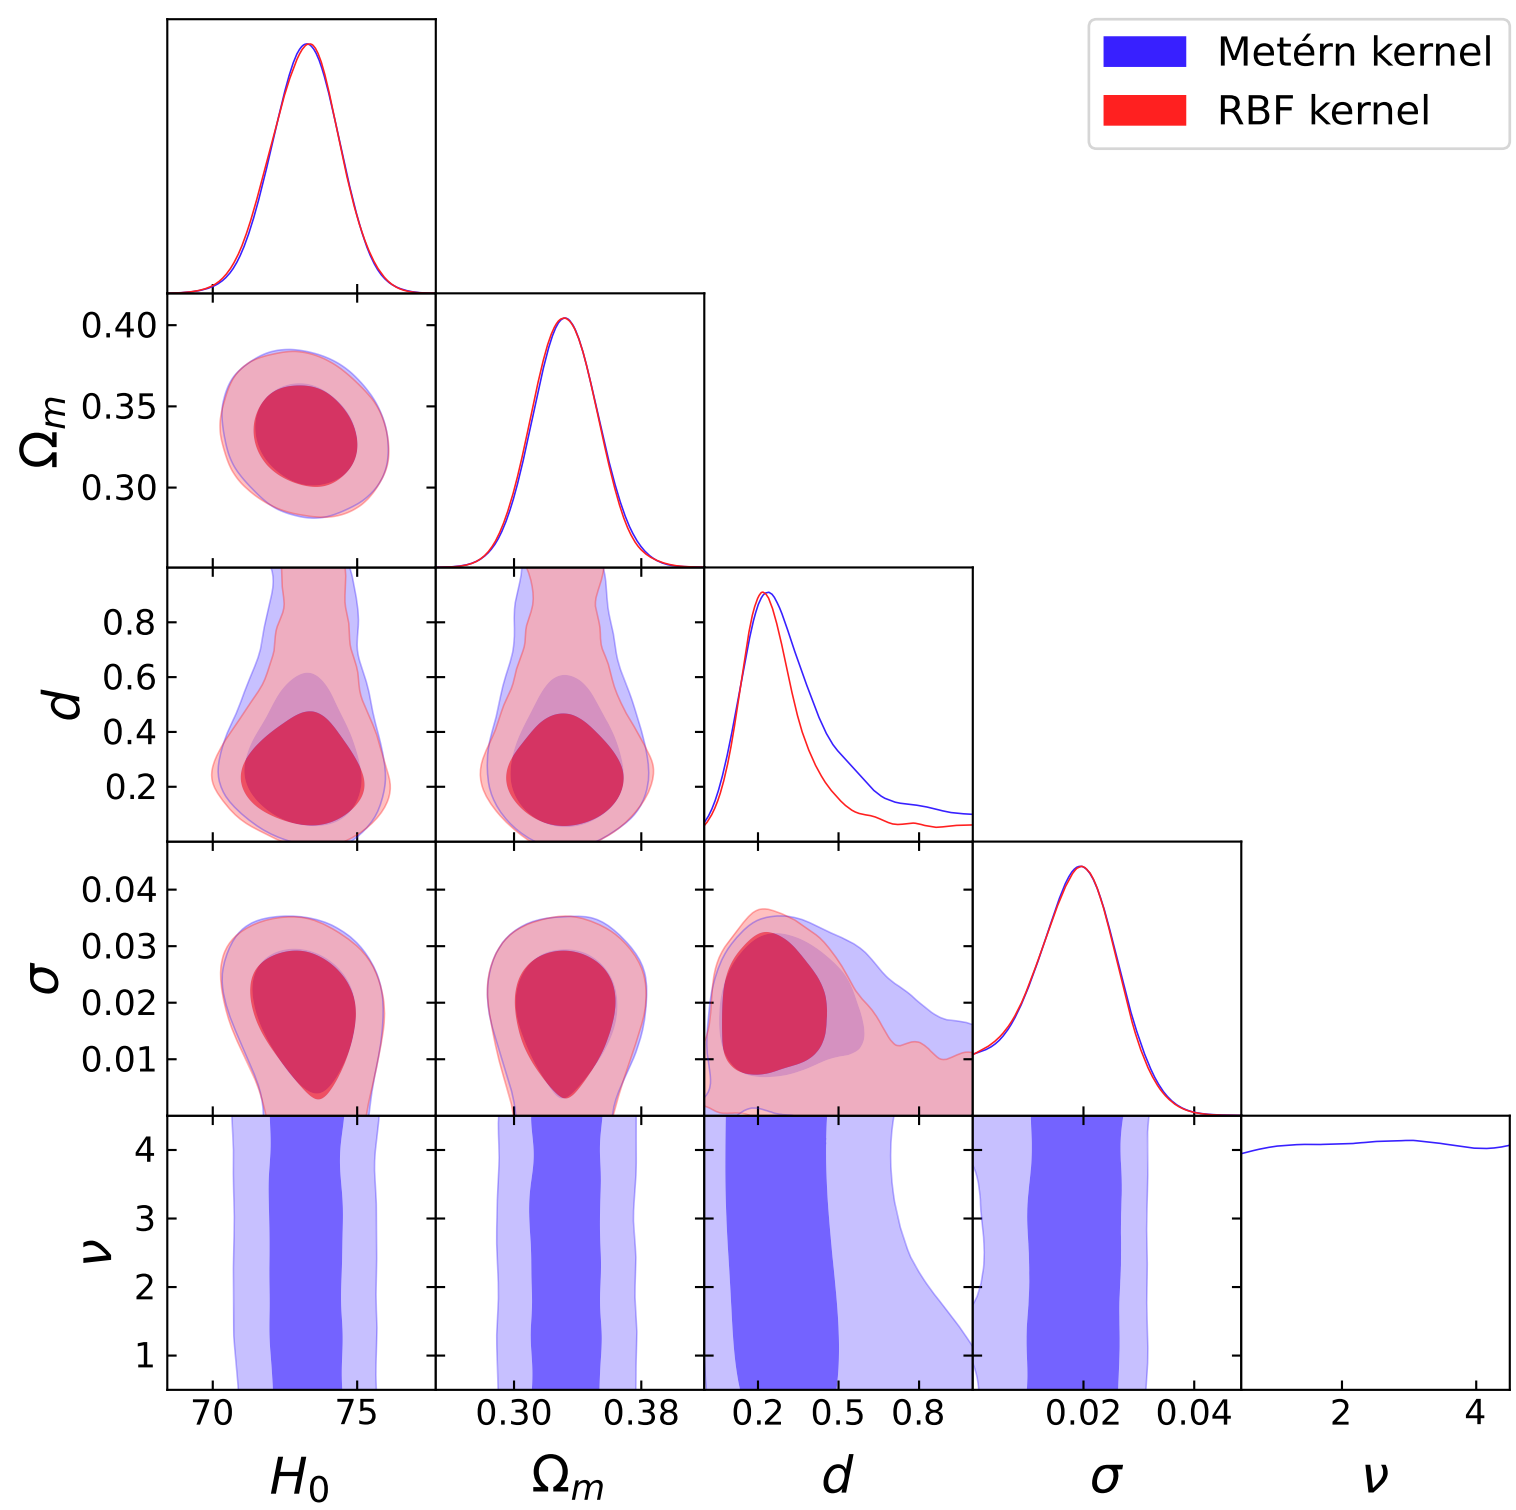 Metérn kernel
RBF kernel
0.40
0.35
0.30
Ωm
0.8
0.6
0.4
0.2
d
0.04
0.03
0.02
0.01
σ
4
3
2
1
ν
70 75 0.30 0.38 0.2 0.5 0.8 0.02 0.04 2 4
H0 Ωm d σ ν